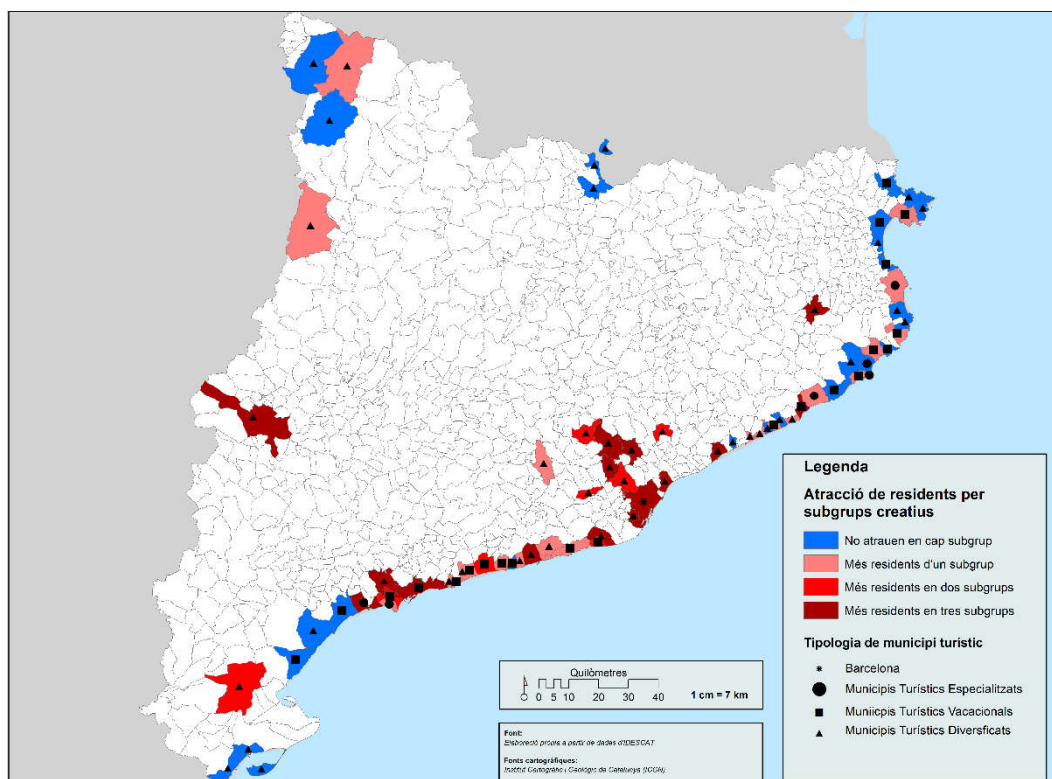 Legenda
Atracció de residents per
subgrups creatius
No atrauen en cap subgrup
Més residents d'un subgrup
Més residents en dos subgrups
Més residents en tres subgrups
Tipologia de municipi turístic
Barcelona
Municipis Turístics Especialitzats
Muniicpis Turístics Vacacionals
Municipis Turístics Diversficats
Quilòmetres
0 5 10 20 30 40
1 cm = 7 km
Font:
Elaboració pròpia a partir de dades d'IDESCAT
Fonts cartogràfiques:
Institut Cartogràfic i Geològic de Catalunya (ICGN)